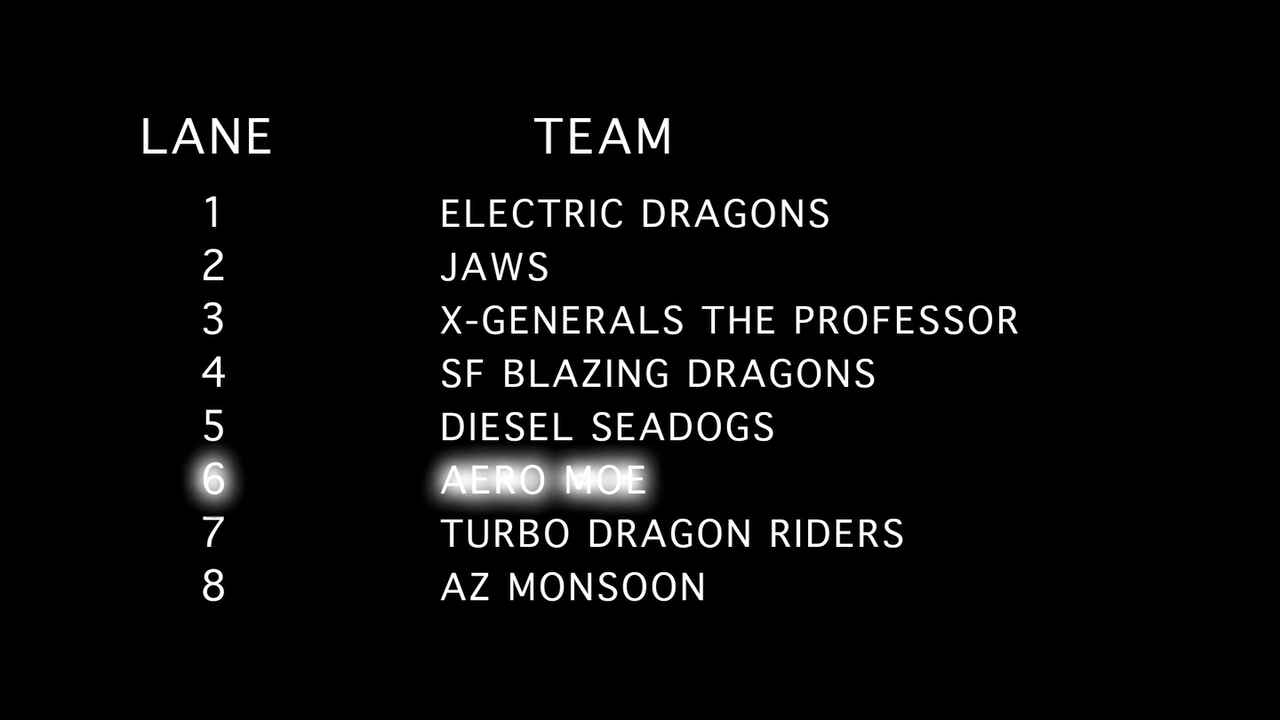 LANE TEAM
1 ELECTRIC DRAGONS
2 JAWS
3 X-GENERALS THE PROFESSOR
4 SF BLAZING DRAGONS
5 DIESEL SEADOGS
6 AERO MOE
7 TURBO DRAGON RIDERS
8 AZ MONSOON